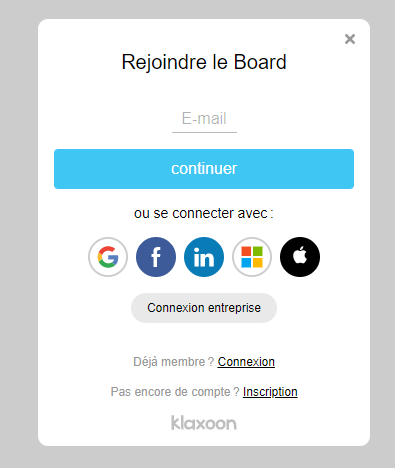 Rejoindre le Board
E-mail
continuer
ou se connecter avec :
Connexion entreprise
Déjà membre ? Connexion
Pas encore de compte ? Inscription
klaxoon